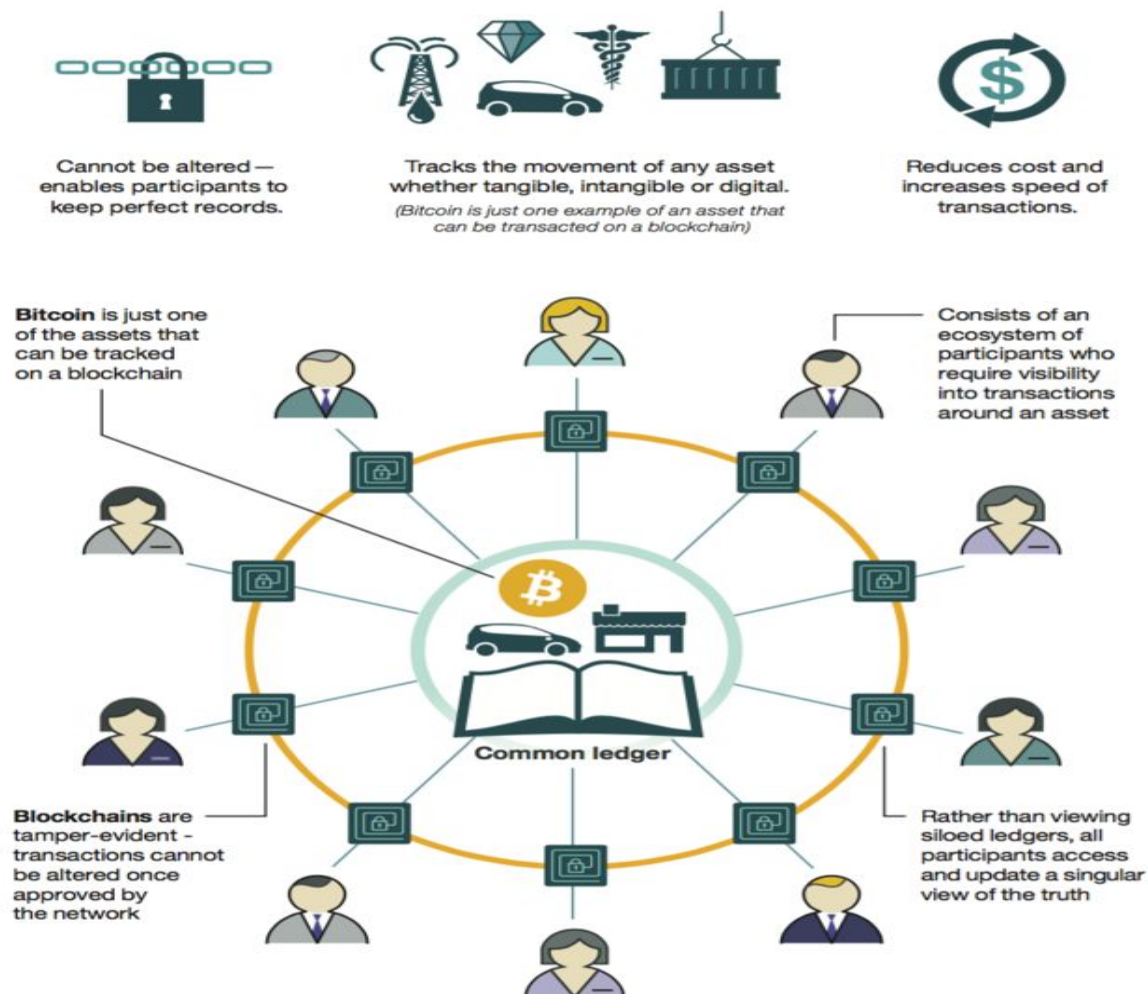 Cannot be altered —
enables participants to
keep perfect records.
Tracks the movement of any asset
whether tangible, intangible or digital.
(Bitcoin is just one example of an asset that
can be transacted on a blockchain)
$
Reduces cost and
increases speed of
transactions.
Bitcoin is just one
of the assets that
can be tracked
on a blockchain
Consists of an
ecosystem of
participants who
require visibility
into transactions
around an asset
Common ledger
Blockchains are
tamper-evident -
transactions cannot
be altered once
approved by
the network
Rather than viewing
siloed ledgers, all
participants access
and update a singular
view of the truth